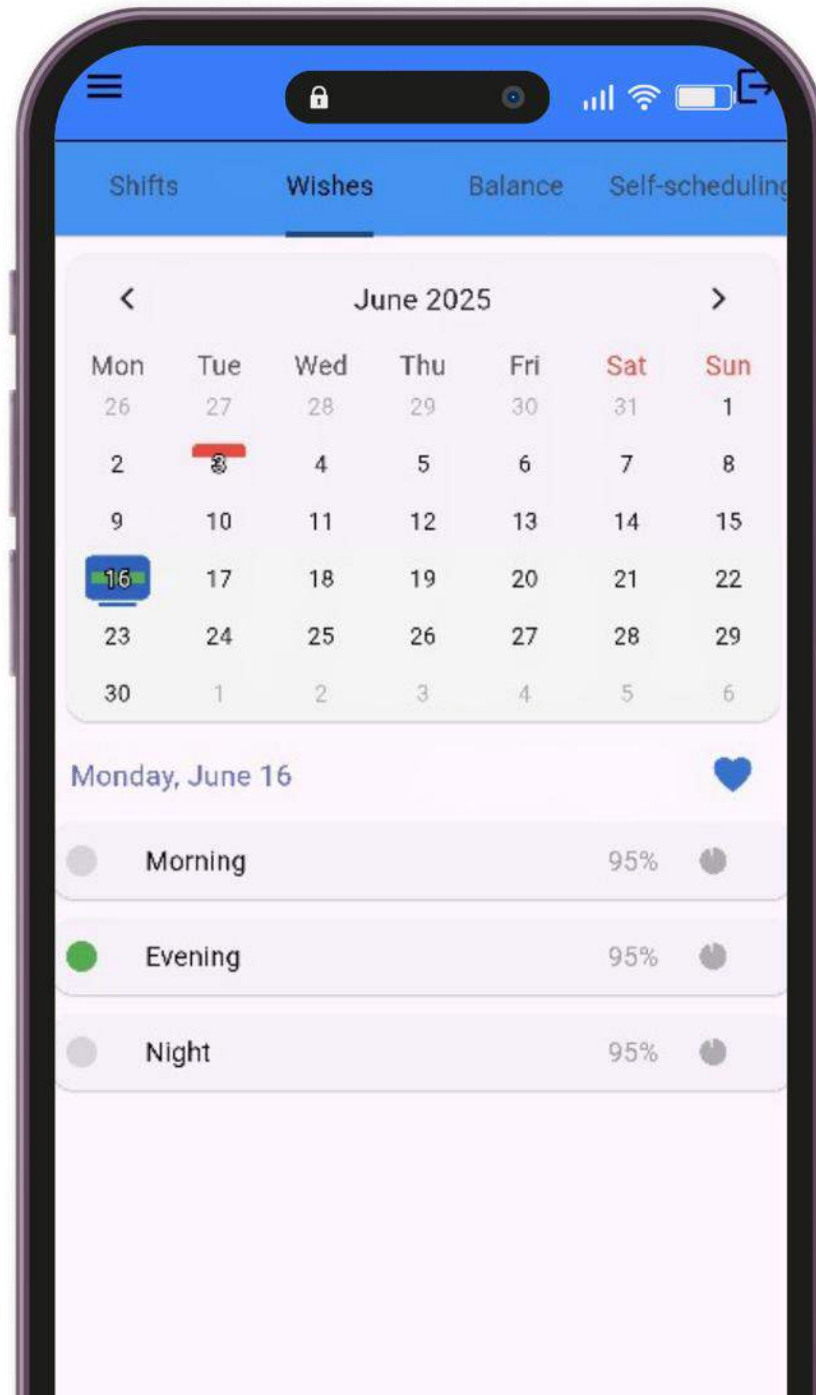 Shifts Wishes Balance Self-scheduling
June 2025
Mon Tue Wed Thu Fri Sat Sun
26 27 28 29 30 31 1
2 3 4 5 6 7 8
9 10 11 12 13 14 15
16 17 18 19 20 21 22
23 24 25 26 27 28 29
30 1 2 3 4 5 6
Monday, June 16
Morning 95%
Evening 95%
Night 95%